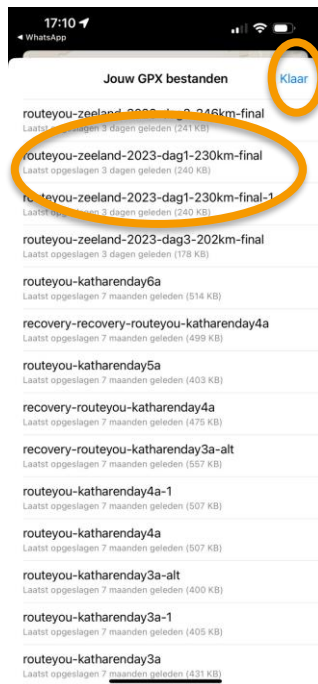 17:10
◀ WhatsApp
Jouw GPX bestanden
Klaar
routeyou-zeeland-2023-dag2-246km-final
Laatst opgeslagen 3 dagen geleden (241 KB)
routeyou-zeeland-2023-dag1-230km-final
Laatst opgeslagen 3 dagen geleden (240 KB)
routeyou-zeeland-2023-dag1-230km-final-1
Laatst opgeslagen 3 dagen geleden (240 KB)
routeyou-zeeland-2023-dag3-202km-final
Laatst opgeslagen 3 dagen geleden (178 KB)
routeyou-katharenday6a
Laatst opgeslagen 7 maanden geleden (514 KB)
recovery-recovery-routeyou-katharenday4a
Laatst opgeslagen 7 maanden geleden (499 KB)
routeyou-katharenday5a
Laatst opgeslagen 7 maanden geleden (403 KB)
recovery-routeyou-katharenday4a
Laatst opgeslagen 7 maanden geleden (475 KB)
recovery-routeyou-katharenday3a-alt
Laatst opgeslagen 7 maanden geleden (557 KB)
routeyou-katharenday4a-1
Laatst opgeslagen 7 maanden geleden (507 KB)
routeyou-katharenday4a
Laatst opgeslagen 7 maanden geleden (507 KB)
routeyou-katharenday3a-alt
Laatst opgeslagen 7 maanden geleden (400 KB)
routeyou-katharenday3a-1
Laatst opgeslagen 7 maanden geleden (405 KB)
routeyou-katharenday3a
Laatst opgeslagen 7 maanden geleden (431 KB)